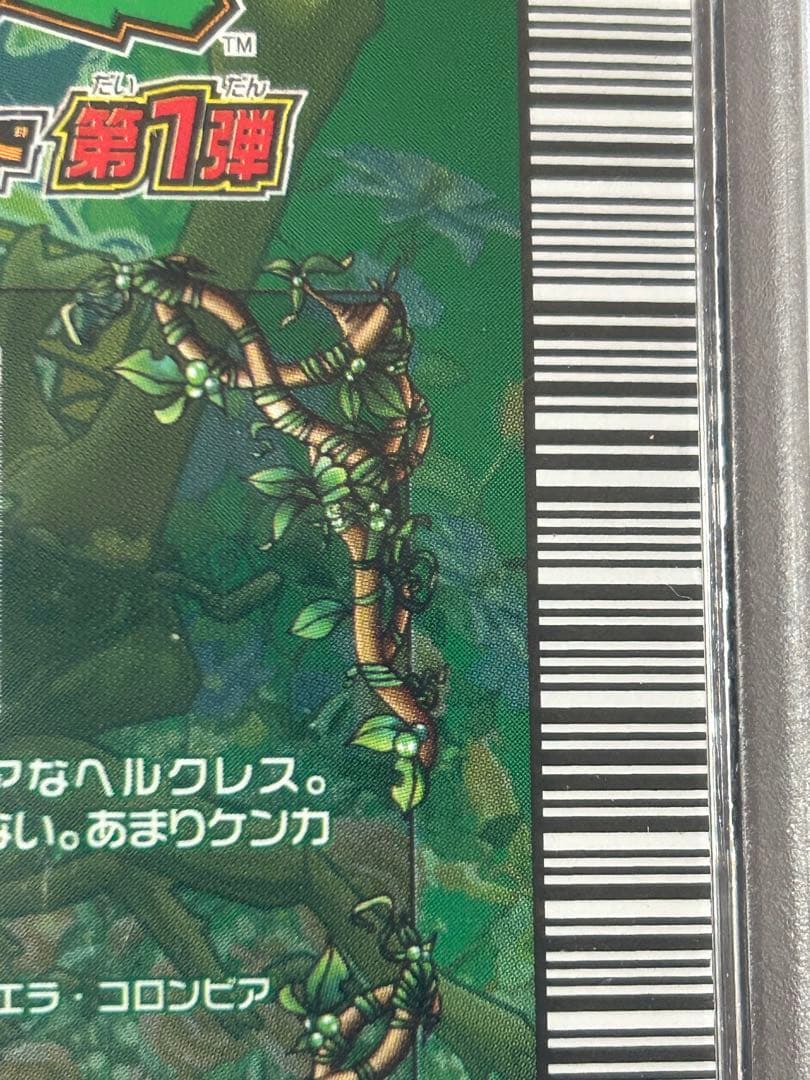 TM
だい だん
ー 第1弾
アなヘルクレス。
ない。あまりケンカ
エラ・コロンビア